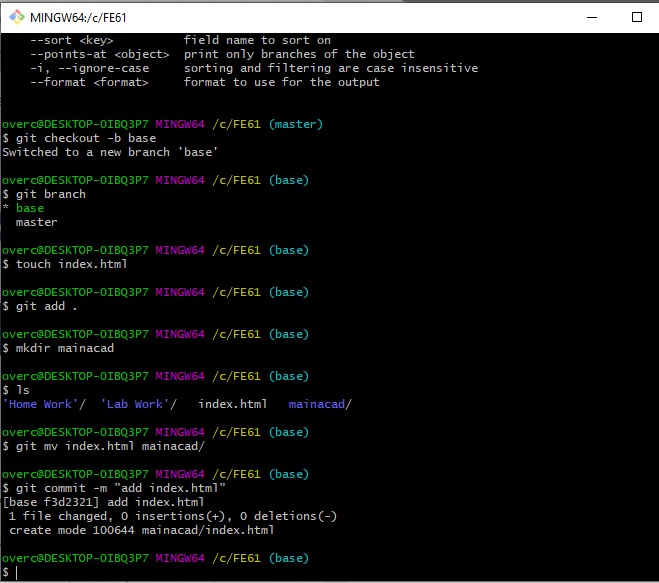 MINGW64:/c/FE61
--sort <key>          field name to sort on
--points-at <object>  print only branches of the object
-i, --ignore-case     sorting and filtering are case insensitive
--format <format>     format to use for the output
overc@DESKTOP-OIBQ3P7 MINGW64 /c/FE61 (master)
$ git checkout -b base
Switched to a new branch 'base'
overc@DESKTOP-OIBQ3P7 MINGW64 /c/FE61 (base)
$ git branch
* base
  master
overc@DESKTOP-OIBQ3P7 MINGW64 /c/FE61 (base)
$ touch index.html
overc@DESKTOP-OIBQ3P7 MINGW64 /c/FE61 (base)
$ git add .
overc@DESKTOP-OIBQ3P7 MINGW64 /c/FE61 (base)
$ mkdir mainacad
overc@DESKTOP-OIBQ3P7 MINGW64 /c/FE61 (base)
$ ls
'Home Work'/  'Lab Work'/   index.html   mainacad/
overc@DESKTOP-OIBQ3P7 MINGW64 /c/FE61 (base)
$ git mv index.html mainacad/
overc@DESKTOP-OIBQ3P7 MINGW64 /c/FE61 (base)
$ git commit -m "add index.html"
[base f3d2321] add index.html
 1 file changed, 0 insertions(+), 0 deletions(-)
 create mode 100644 mainacad/index.html
overc@DESKTOP-OIBQ3P7 MINGW64 /c/FE61 (base)
$